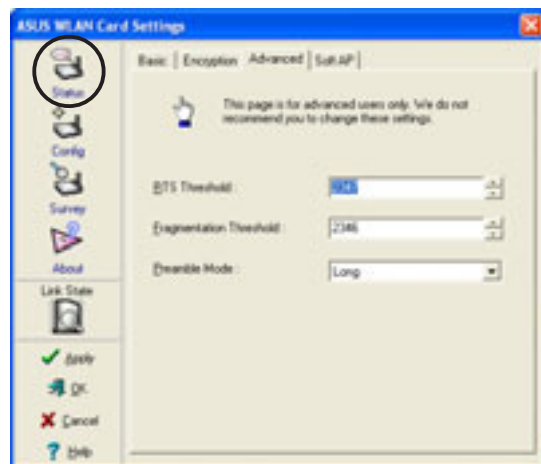 ASUS WLAN Card Settings
Status
Config
Survey
About
Link State
Apply
OK
Cancel
Help
Basic Encryption Advanced Soft AP
This page is for advanced users only. We do not
recommend you to change these settings.
RTS Threshold :
Fragmentation Threshold : 2346
Preamble Mode : Long